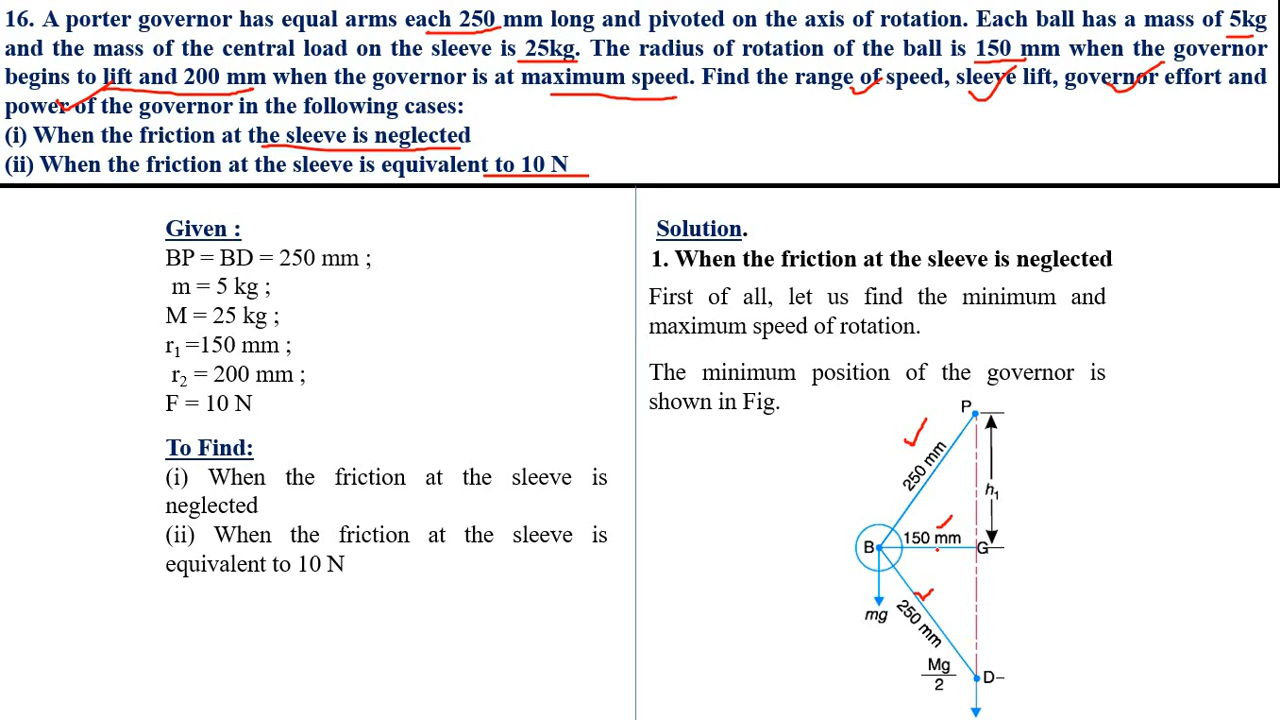 16. A porter governor has equal arms each 250 mm long and pivoted on the axis of rotation. Each ball has a mass of 5kg
and the mass of the central load on the sleeve is 25kg. The radius of rotation of the ball is 150 mm when the governor
begins to lift and 200 mm when the governor is at maximum speed. Find the range of speed, sleeve lift, governor effort and
power of the governor in the following cases:
(i) When the friction at the sleeve is neglected
(ii) When the friction at the sleeve is equivalent to 10 N
Given :
BP = BD = 250 mm ;
m = 5 kg ;
M = 25 kg ;
r₁ =150 mm ;
r₂ = 200 mm ;
F = 10 N
To Find:
(i) When the friction at the sleeve is
neglected
(ii) When the friction at the sleeve is
equivalent to 10 N
Solution.
1. When the friction at the sleeve is neglected
First of all, let us find the minimum and
maximum speed of rotation.
The minimum position of the governor is
shown in Fig.
P
250 mm
h₁
B
150 mm
G
mg
250 mm
Mg
2
D